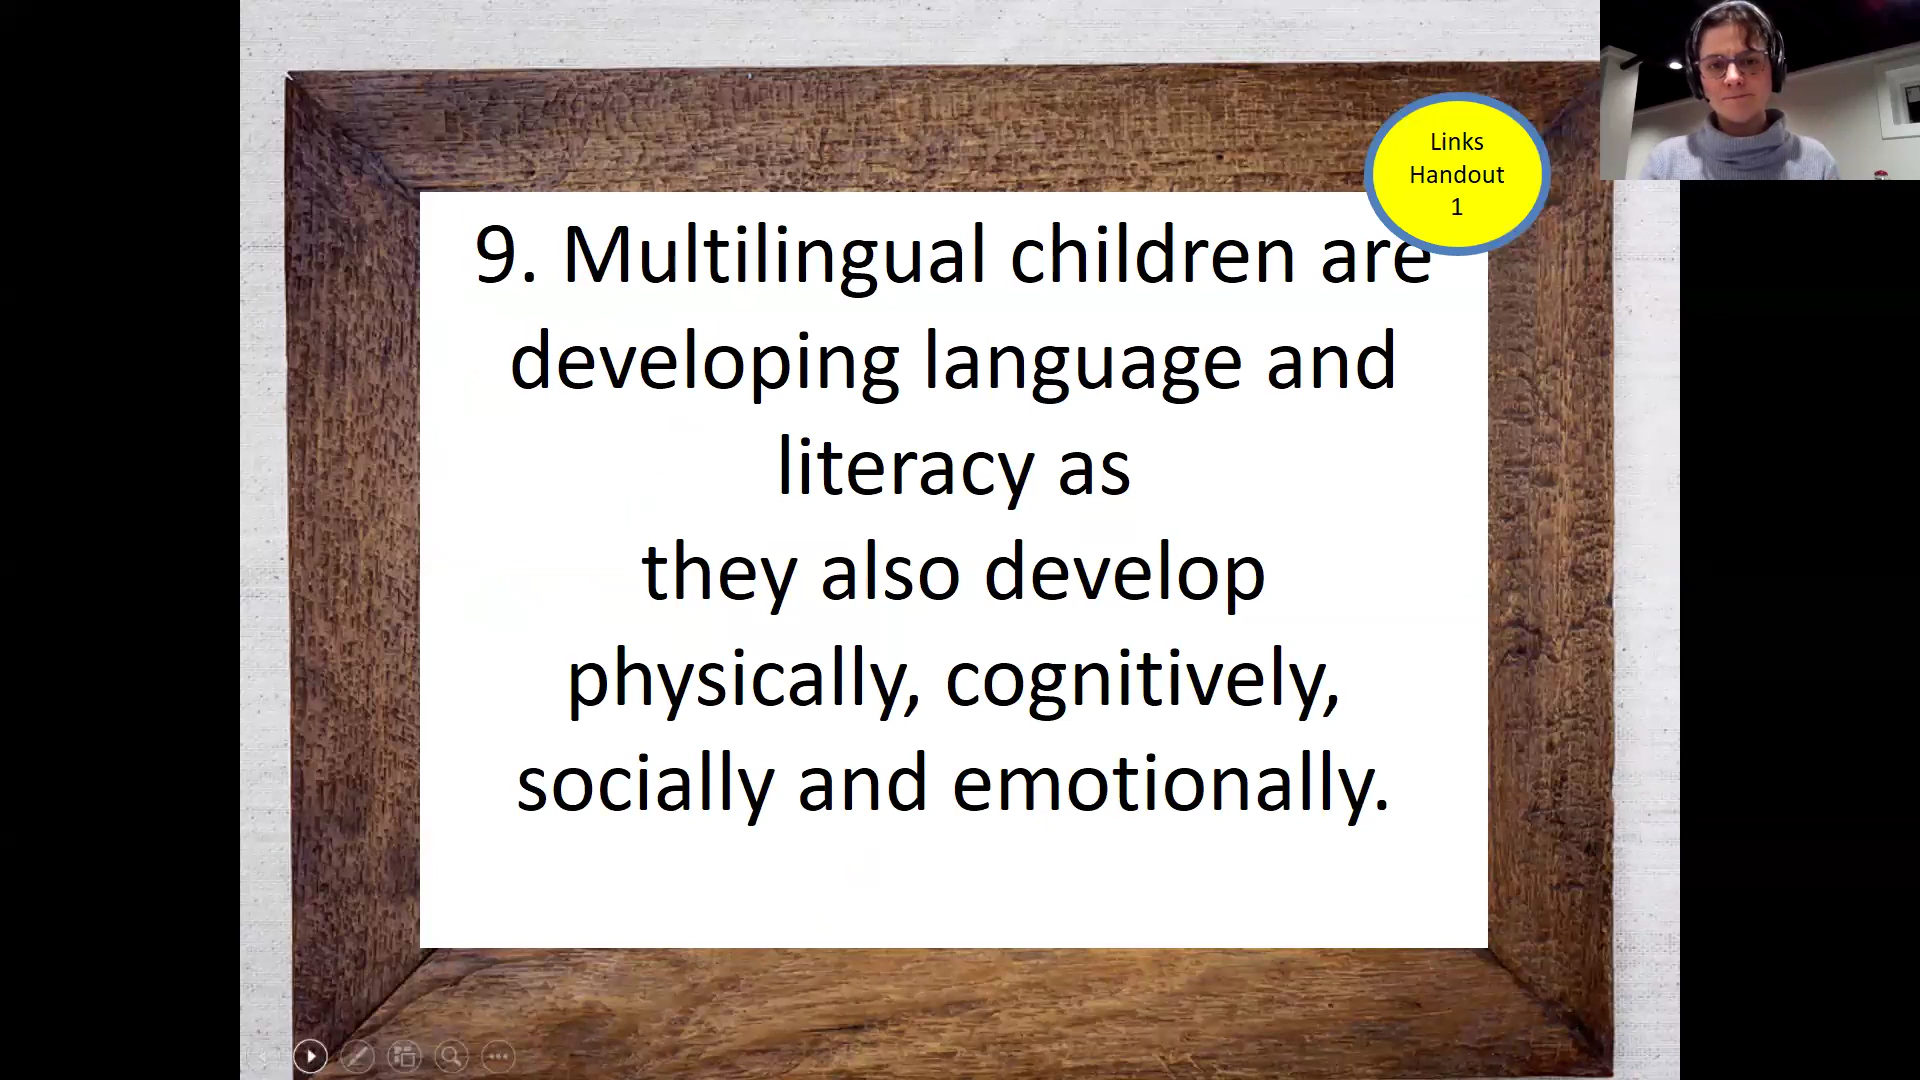 Links
Handout
1
9. Multilingual children are
developing language and
literacy as
they also develop
physically, cognitively,
socially and emotionally.